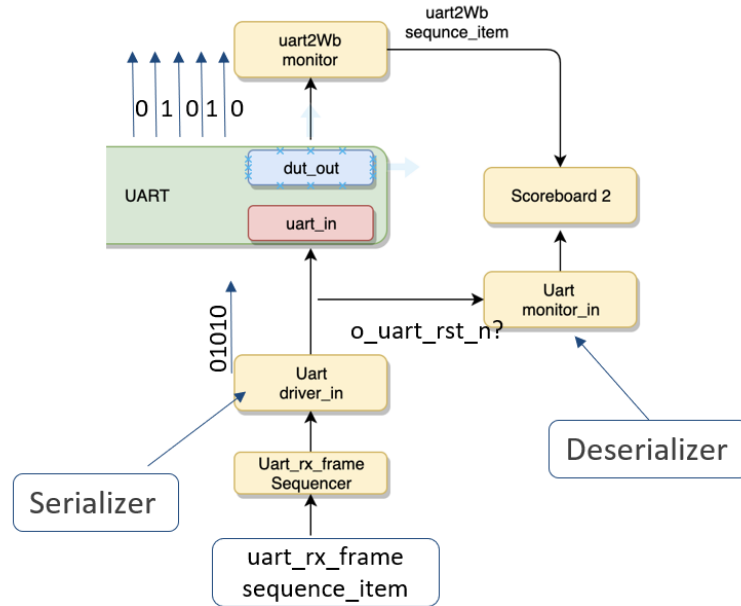 uart2Wb
sequnce_item
uart2Wb
monitor
0 1 0 1 0
dut_out
UART
uart_in
Scoreboard 2
Uart
monitor_in
o_uart_rst_n?
01010
Uart
driver_in
Deserializer
Uart_rx_frame
Sequencer
Serializer
uart_rx_frame
sequence_item